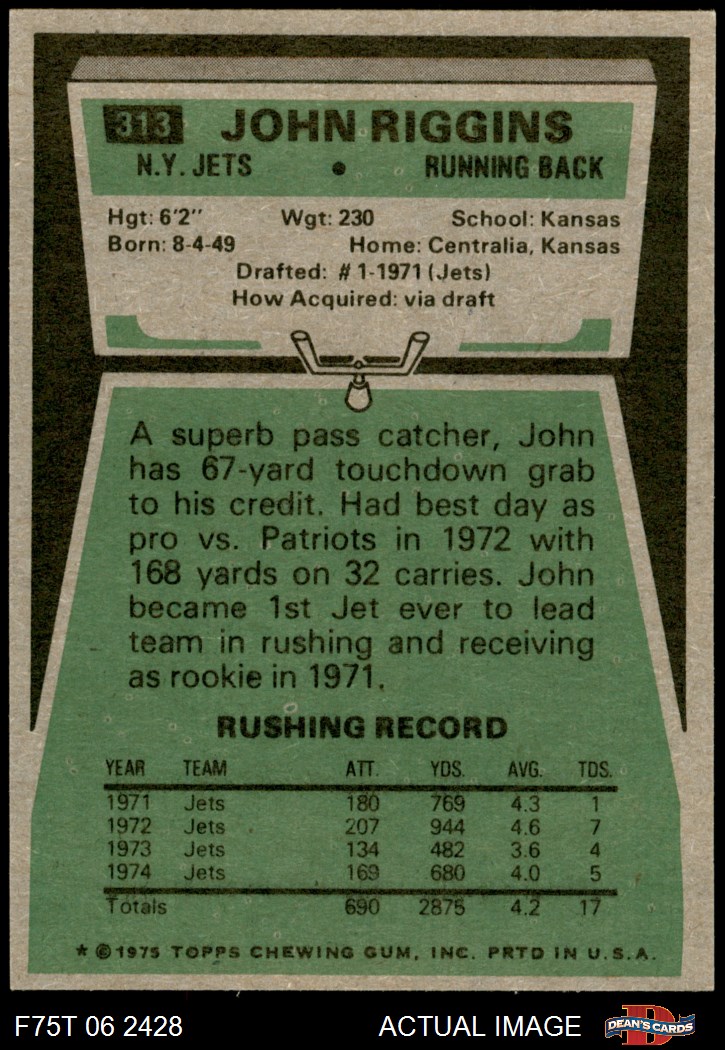 313 JOHN RIGGINS
N.Y. JETS • RUNNING BACK
Hgt: 6'2" Wgt: 230 School: Kansas
Born: 8-4-49 Home: Centralia, Kansas
Drafted: #1-1971 (Jets)
How Acquired: via draft
A superb pass catcher, John
has 67-yard touchdown grab
to his credit. Had best day as
pro vs. Patriots in 1972 with
168 yards on 32 carries. John
became 1st Jet ever to lead
team in rushing and receiving
as rookie in 1971.
RUSHING RECORD
YEAR TEAM ATT. YDS. AVG. TDS.
1971 Jets 180 769 4.3 1
1972 Jets 207 944 4.6 7
1973 Jets 134 482 3.6 4
1974 Jets 169 680 4.0 5
Totals 690 2875 4.2 17
* © 1975 TOPPS CHEWING GUM, INC. PRTD IN U.S.A.
F75T 06 2428 ACTUAL IMAGE D DEAN'S CARDS